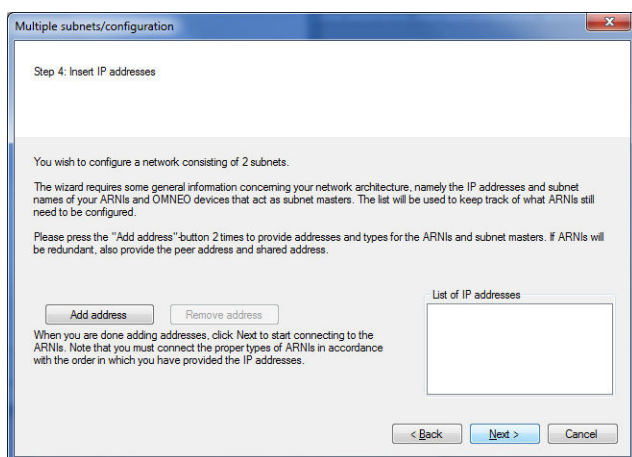 Multiple subnets/configuration
Step 4: Insert IP addresses
You wish to configure a network consisting of 2 subnets.
The wizard requires some general information concerning your network architecture, namely the IP addresses and subnet
names of your ARNIs and OMNEO devices that act as subnet masters. The list will be used to keep track of what ARNIs still
need to be configured.
Please press the "Add address"-button 2 times to provide addresses and types for the ARNIs and subnet masters. If ARNIs will
be redundant, also provide the peer address and shared address.
List of IP addresses
Add address
Remove address
When you are done adding addresses, click Next to start connecting to the
ARNIs. Note that you must connect the proper types of ARNIs in accordance
with the order in which you have provided the IP addresses.
< Back
Next >
Cancel